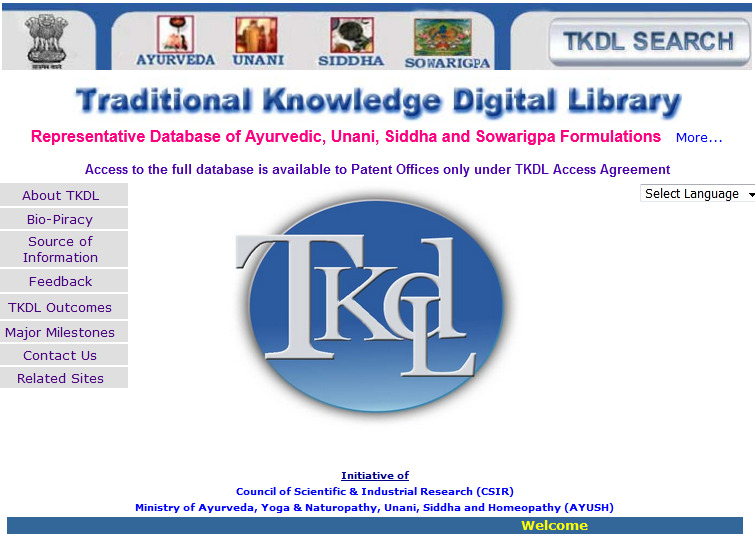 AYURVEDA UNANI SIDDHA SOWARIGPA
TKDL SEARCH
Traditional Knowledge Digital Library
Representative Database of Ayurvedic, Unani, Siddha and Sowarigpa Formulations More...
Access to the full database is available to Patent Offices only under TKDL Access Agreement
Select Language
About TKDL
Bio-Piracy
Source of
Information
Feedback
TKDL Outcomes
Major Milestones
Contact Us
Related Sites
TKDL
Initiative of
Council of Scientific & Industrial Research (CSIR)
Ministry of Ayurveda, Yoga & Naturopathy, Unani, Siddha and Homeopathy (AYUSH)
Welcome